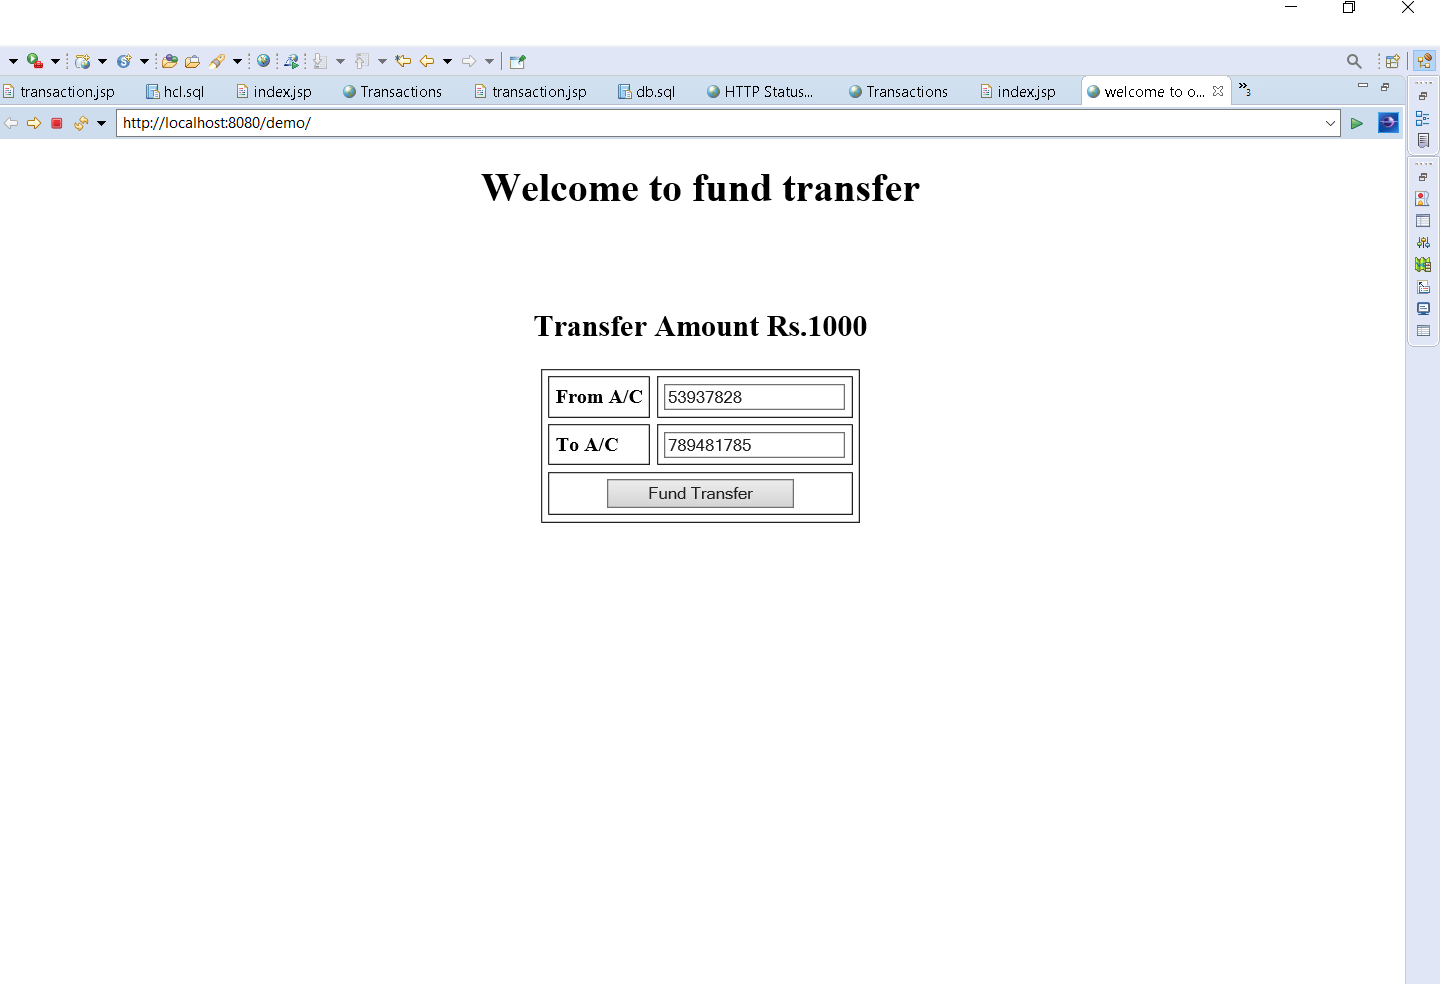 transaction.jsp hcl.sql index.jsp Transactions transaction.jsp db.sql HTTP Status... Transactions index.jsp welcome to o... »3
http://localhost:8080/demo/
Welcome to fund transfer
Transfer Amount Rs.1000
From A/C 53937828
To A/C 789481785
Fund Transfer